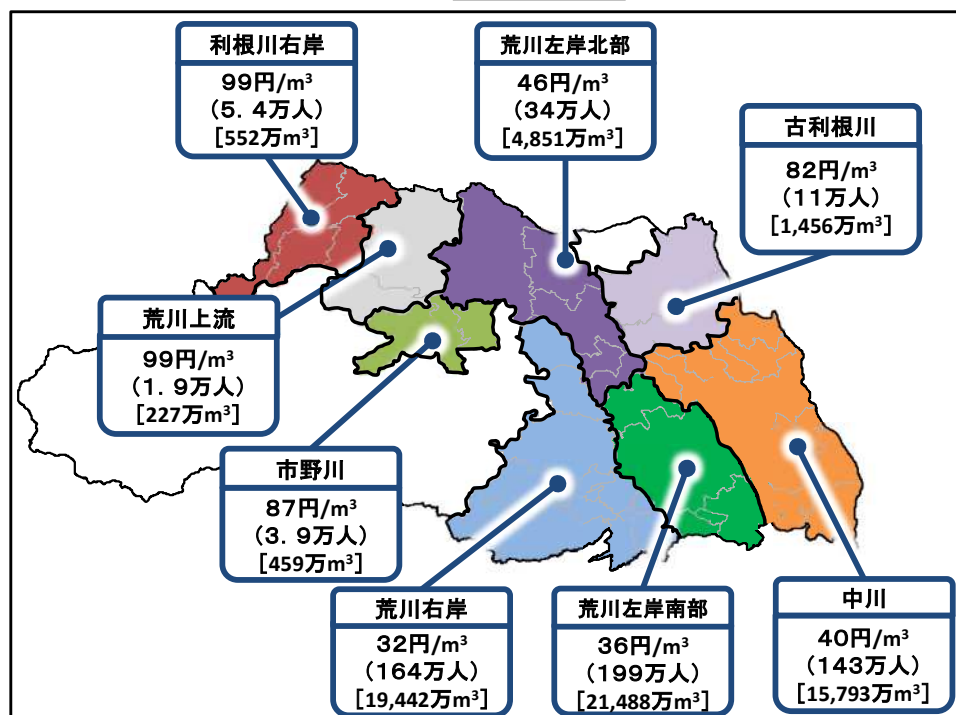 利根川右岸
99円/m³
（5．4万人）
[552万m³]
荒川左岸北部
46円/m³
（34万人）
[4,851万m³]
古利根川
82円/m³
（11万人）
[1,456万m³]
荒川上流
99円/m³
（1．9万人）
[227万m³]
市野川
87円/m³
（3．9万人）
[459万m³]
荒川右岸
32円/m³
（164万人）
[19,442万m³]
荒川左岸南部
36円/m³
（199万人）
[21,488万m³]
中川
40円/m³
（143万人）
[15,793万m³]